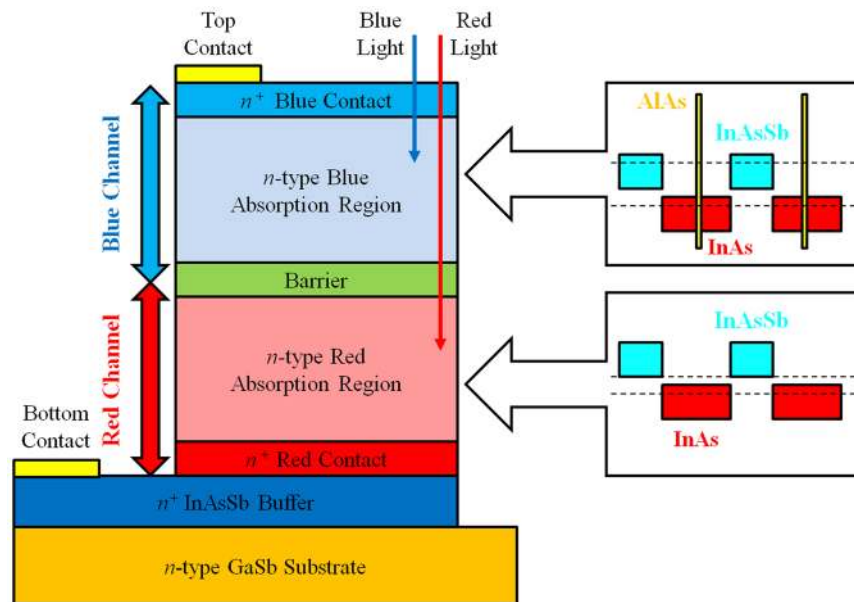 Top
Contact
Blue
Light
Red
Light
n+ Blue Contact
n-type Blue
Absorption Region
Barrier
n-type Red
Absorption Region
n+ Red Contact
n+ InAsSb Buffer
n-type GaSb Substrate
Blue Channel
Red Channel
Bottom
Contact
AlAs
InAsSb
InAs
InAsSb
InAs